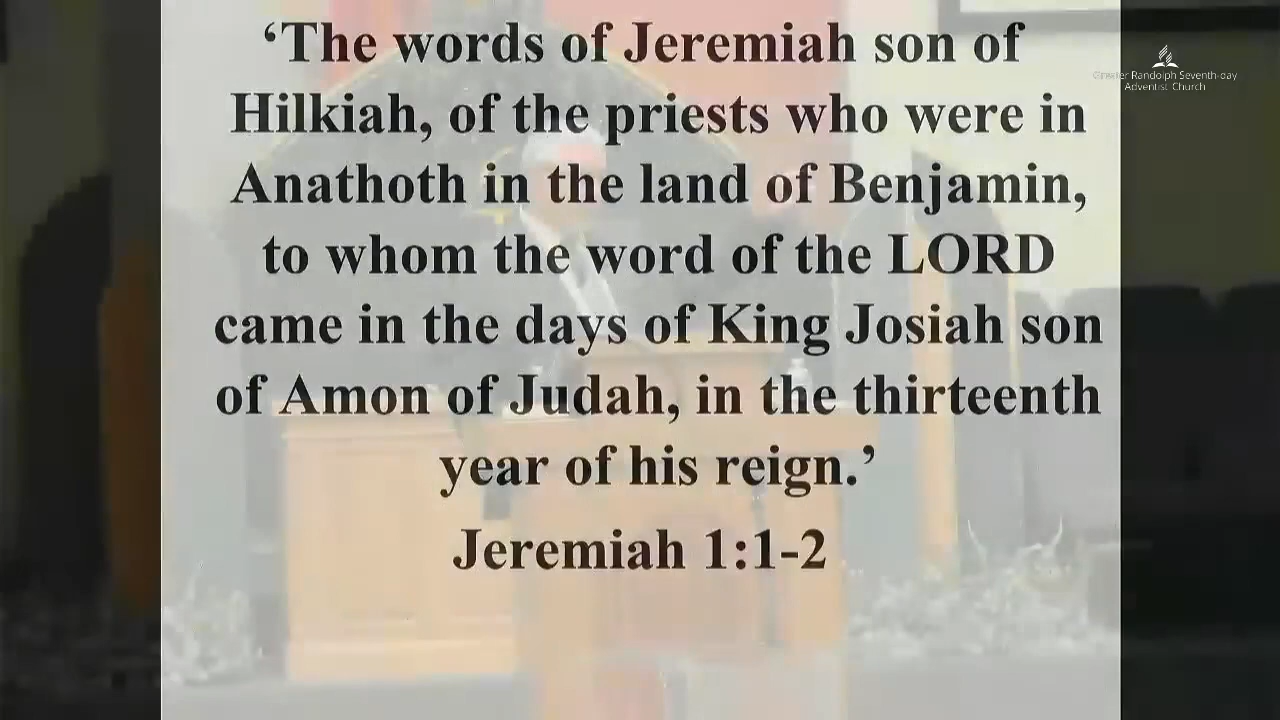 ‘The words of Jeremiah son of
Hilkiah, of the priests who were in
Anathoth in the land of Benjamin,
to whom the word of the LORD
came in the days of King Josiah son
of Amon of Judah, in the thirteenth
year of his reign.’
Jeremiah 1:1-2
Greater Randolph Seventh-day
Adventist Church